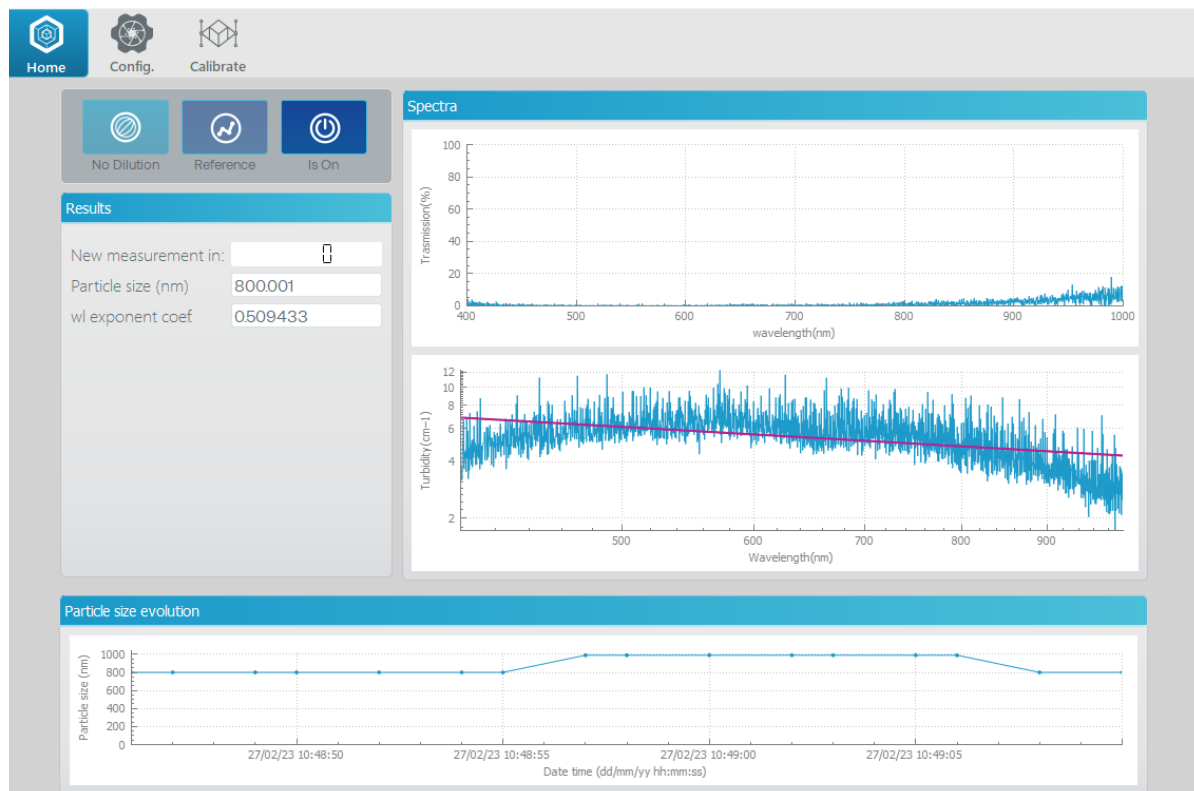 Home Config. Calibrate
No Dilution Reference Is On
Results
New measurement in: 0
Particle size (nm) 800.001
wl exponent coef. 0.509433
Spectra
Trasmission(%)
100
80
60
40
20
0
400 500 600 700 800 900 1000
wavelength(nm)
Turbidity(cm−1)
12
10
8
6
4
2
500 600 700 800 900
Wavelength(nm)
Particle size evolution
Particle size (nm)
1000
800
600
400
200
0
27/02/23 10:48:50 27/02/23 10:48:55 27/02/23 10:49:00 27/02/23 10:49:05
Date time (dd/mm/yy hh:mm:ss)